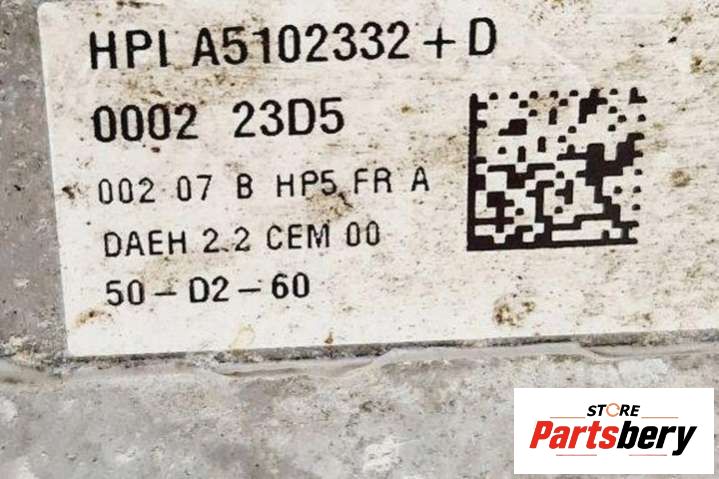 HPI A5102332+D
0002 23D5
002 07 B HP5 FR A
DAEH 2.2 CEM 00
50-D2-60
STORE
Partsbery